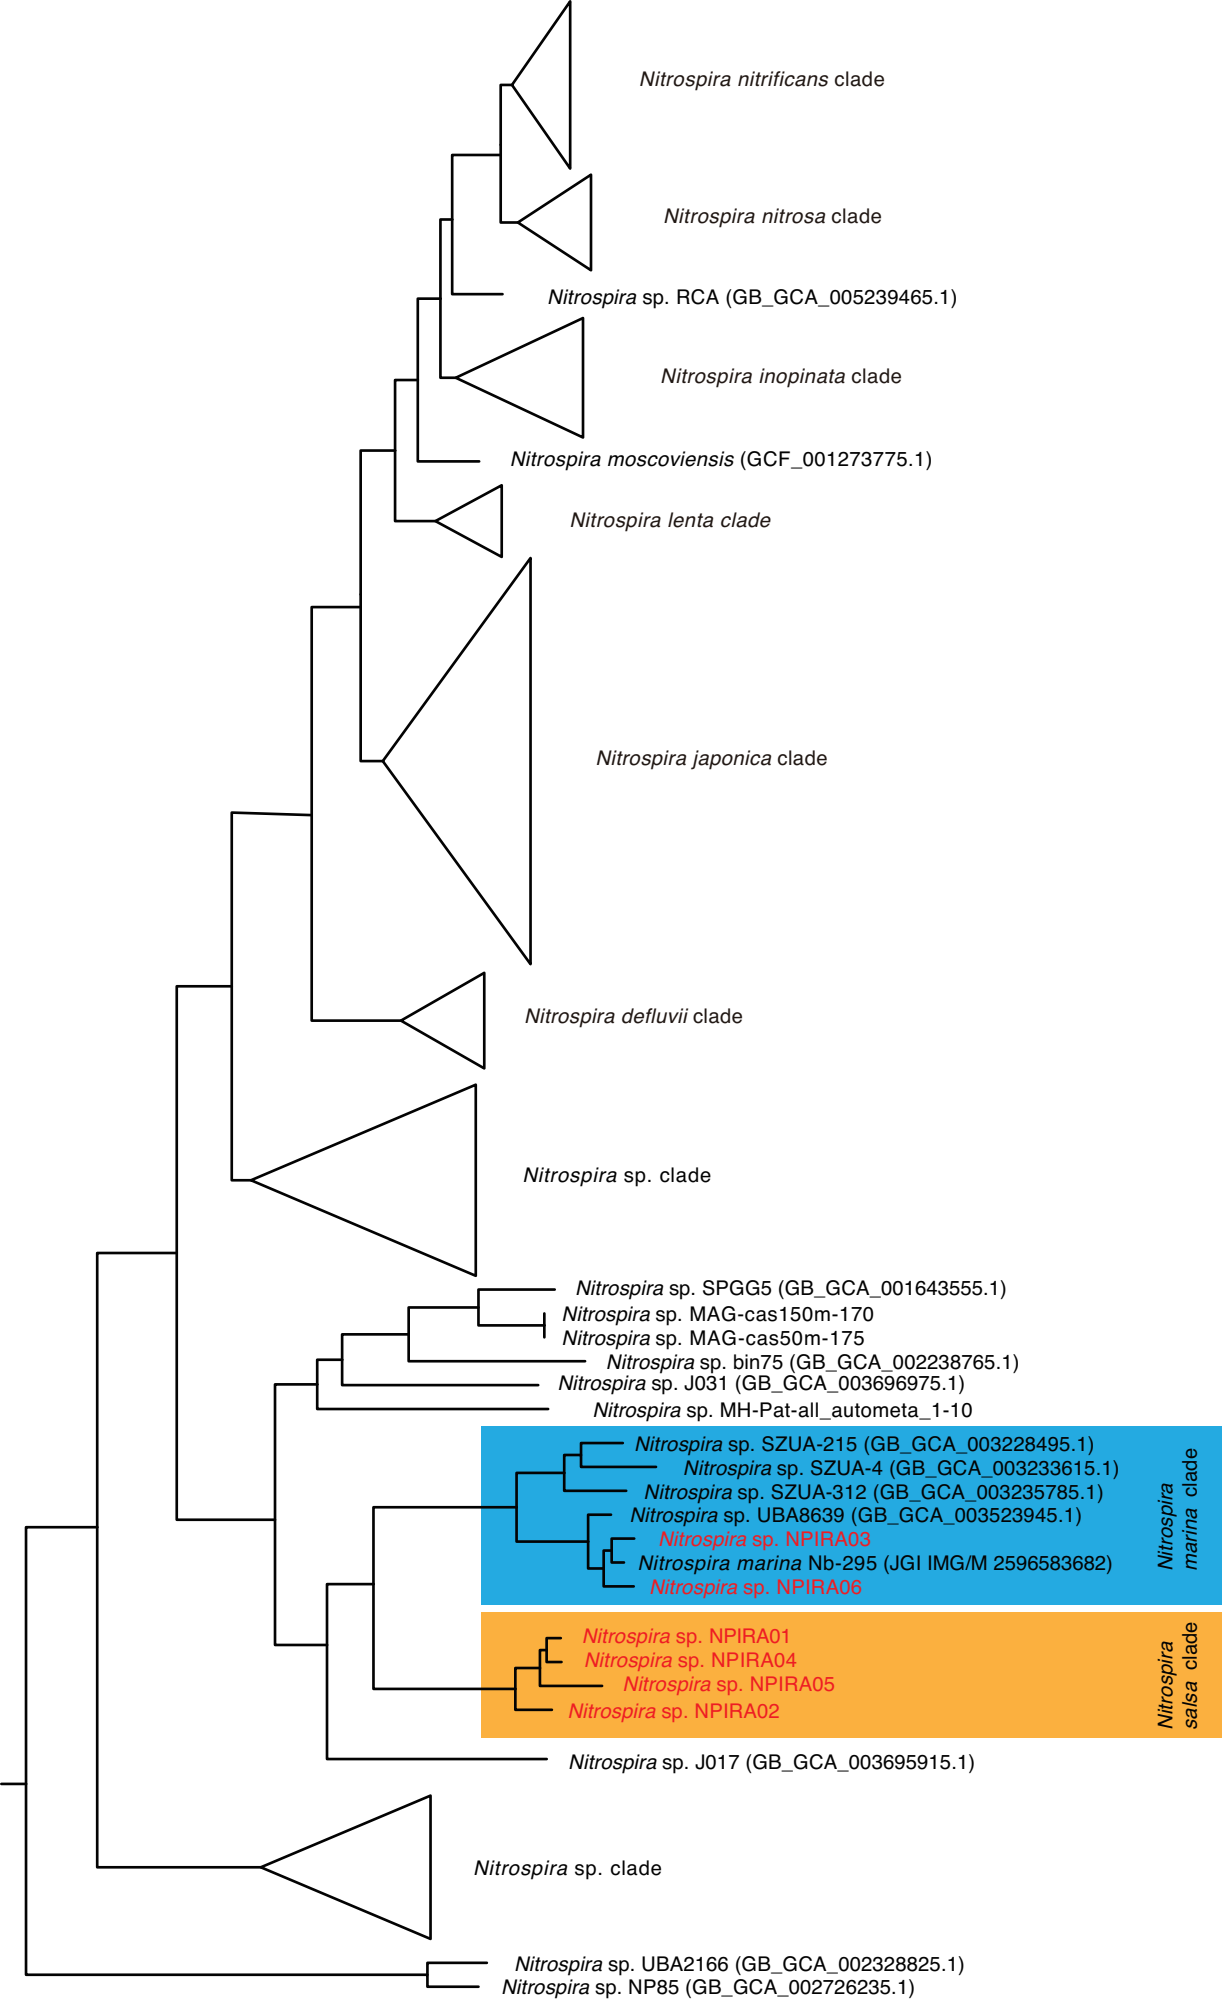 Nitrospira nitrificans clade
Nitrospira nitrosa clade
Nitrospira sp. RCA (GB_GCA_005239465.1)
Nitrospira inopinata clade
Nitrospira moscoviensis (GCF_001273775.1)
Nitrospira lenta clade
Nitrospira japonica clade
Nitrospira defluvii clade
Nitrospira sp. clade
Nitrospira sp. SPGG5 (GB_GCA_001643555.1)
Nitrospira sp. MAG-cas150m-170
Nitrospira sp. MAG-cas50m-175
Nitrospira sp. bin75 (GB_GCA_002238765.1)
Nitrospira sp. J031 (GB_GCA_003696975.1)
Nitrospira sp. MH-Pat-all_autometa_1-10
Nitrospira sp. SZUA-215 (GB_GCA_003228495.1)
Nitrospira sp. SZUA-4 (GB_GCA_003233615.1)
Nitrospira sp. SZUA-312 (GB_GCA_003235785.1)
Nitrospira sp. UBA8639 (GB_GCA_003523945.1)
Nitrospira sp. NPIRA03
Nitrospira marina Nb-295 (JGI IMG/M 2596583682)
Nitrospira sp. NPIRA06
Nitrospira
marina clade
Nitrospira sp. NPIRA01
Nitrospira sp. NPIRA04
Nitrospira sp. NPIRA05
Nitrospira sp. NPIRA02
Nitrospira
salsa clade
Nitrospira sp. J017 (GB_GCA_003695915.1)
Nitrospira sp. clade
Nitrospira sp. UBA2166 (GB_GCA_002328825.1)
Nitrospira sp. NP85 (GB_GCA_002726235.1)